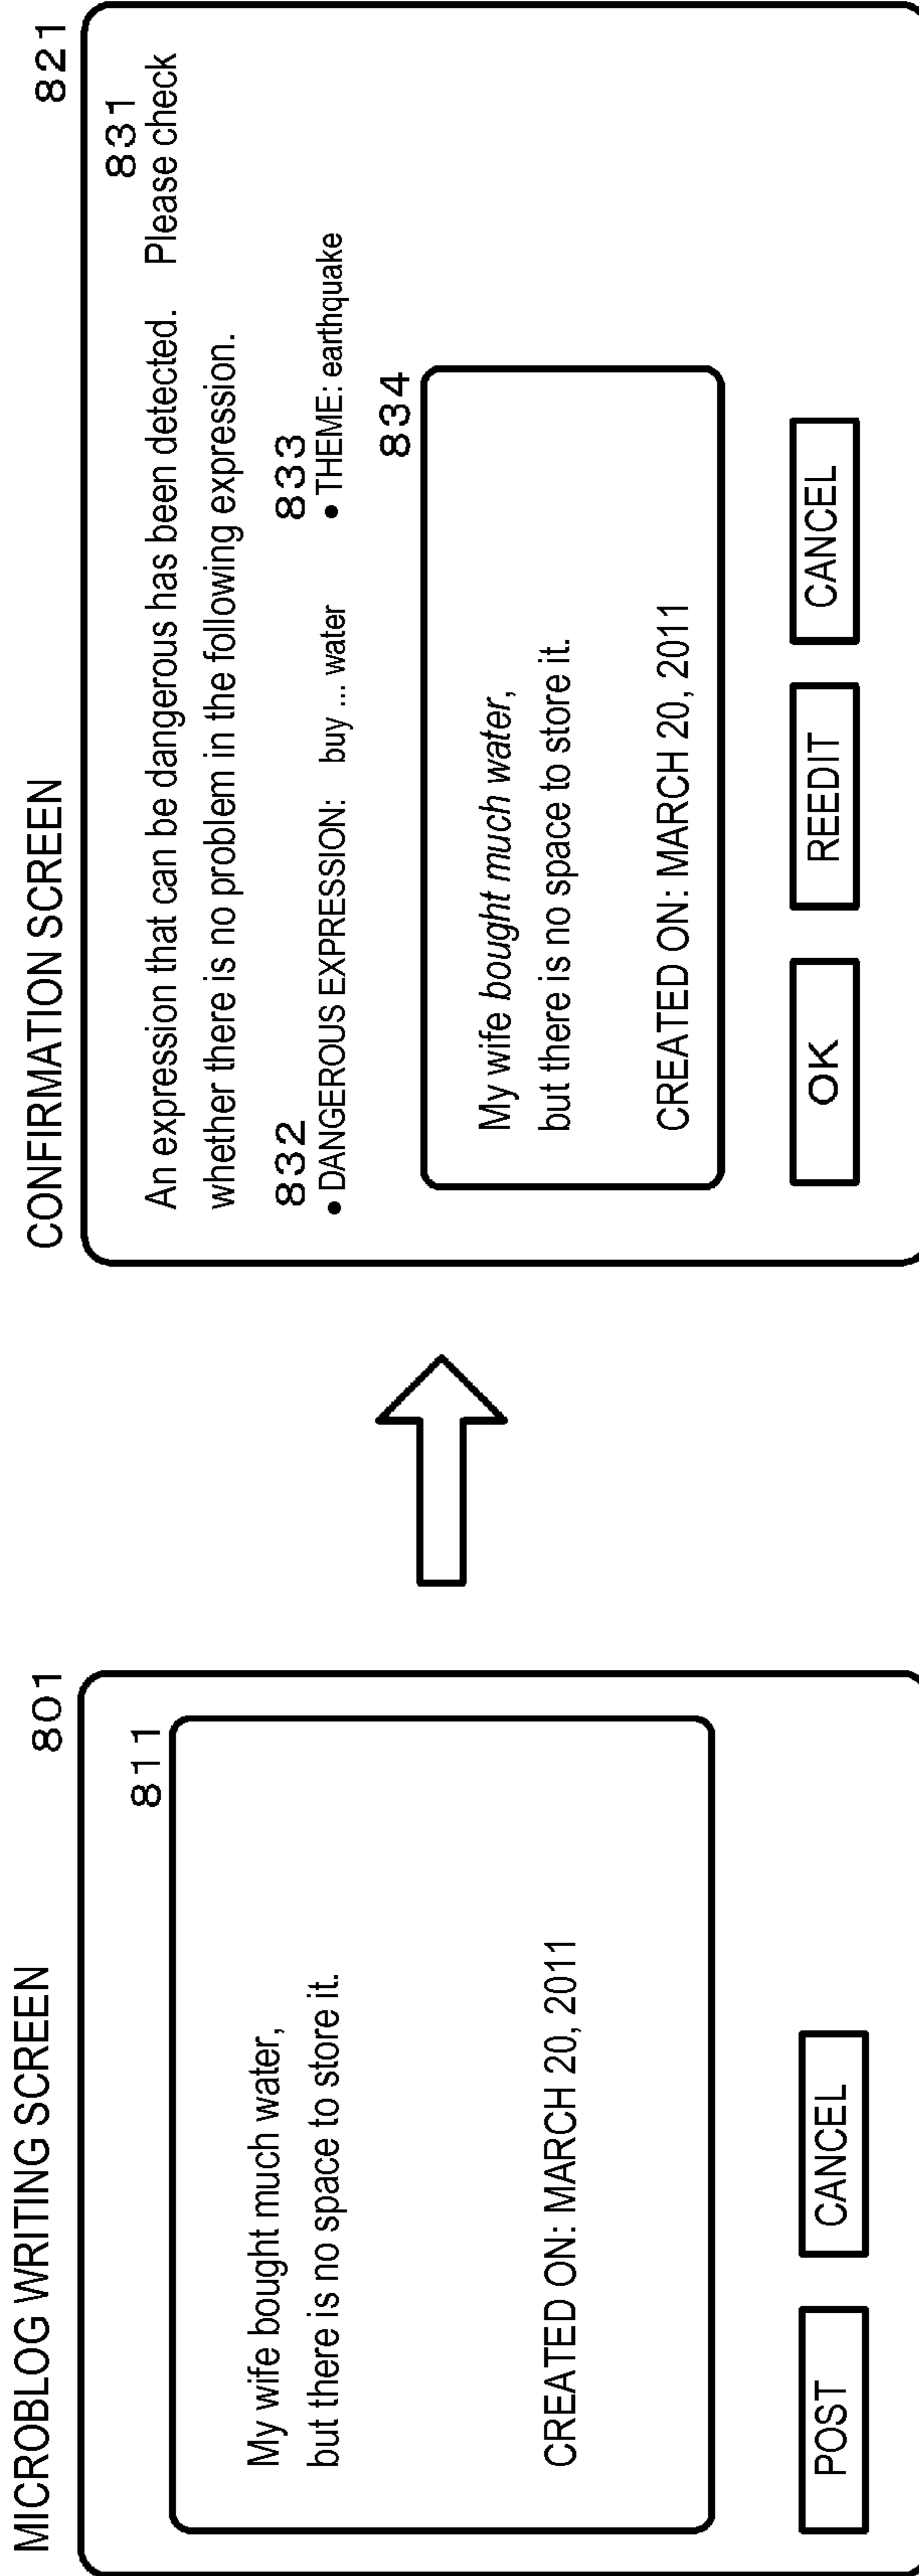 MICROBLOG WRITING SCREEN
801
811
My wife bought much water,
but there is no space to store it.
CREATED ON: MARCH 20, 2011
POST
CANCEL
CONFIRMATION SCREEN
821
831
An expression that can be dangerous has been detected. Please check
whether there is no problem in the following expression.
832
833
• DANGEROUS EXPRESSION: buy ... water
• THEME: earthquake
834
My wife bought much water,
but there is no space to store it.
CREATED ON: MARCH 20, 2011
OK
REEDIT
CANCEL